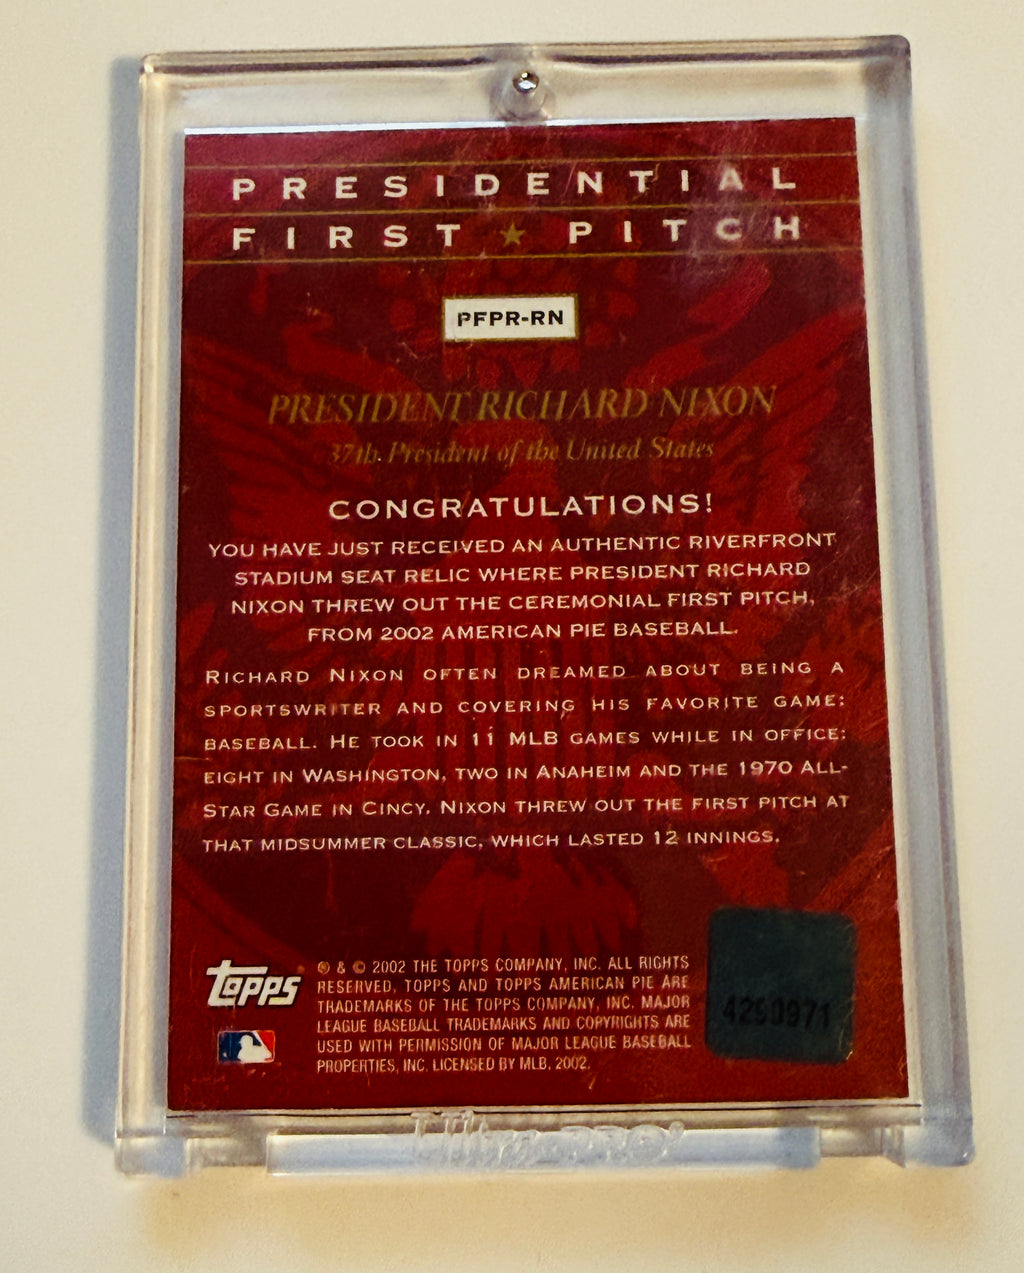 PRESIDENTIAL
FIRST ★ PITCH
PFPR-RN
PRESIDENT RICHARD NIXON
37th President of the United States
CONGRATULATIONS!
YOU HAVE JUST RECEIVED AN AUTHENTIC RIVERFRONT
STADIUM SEAT RELIC WHERE PRESIDENT RICHARD
NIXON THREW OUT THE CEREMONIAL FIRST PITCH,
FROM 2002 AMERICAN PIE BASEBALL.
RICHARD NIXON OFTEN DREAMED ABOUT BEING A
SPORTSWRITER AND COVERING HIS FAVORITE GAME:
BASEBALL. HE TOOK IN 11 MLB GAMES WHILE IN OFFICE:
EIGHT IN WASHINGTON, TWO IN ANAHEIM AND THE 1970 ALL-
STAR GAME IN CINCY. NIXON THREW OUT THE FIRST PITCH AT
THAT MIDSUMMER CLASSIC, WHICH LASTED 12 INNINGS.
Topps
® & © 2002 THE TOPPS COMPANY, INC. ALL RIGHTS
RESERVED. TOPPS AND TOPPS AMERICAN PIE ARE
TRADEMARKS OF THE TOPPS COMPANY, INC. MAJOR
LEAGUE BASEBALL TRADEMARKS AND COPYRIGHTS ARE
USED WITH PERMISSION OF MAJOR LEAGUE BASEBALL
PROPERTIES, INC. LICENSED BY MLB, 2002.
Ultra-PRO